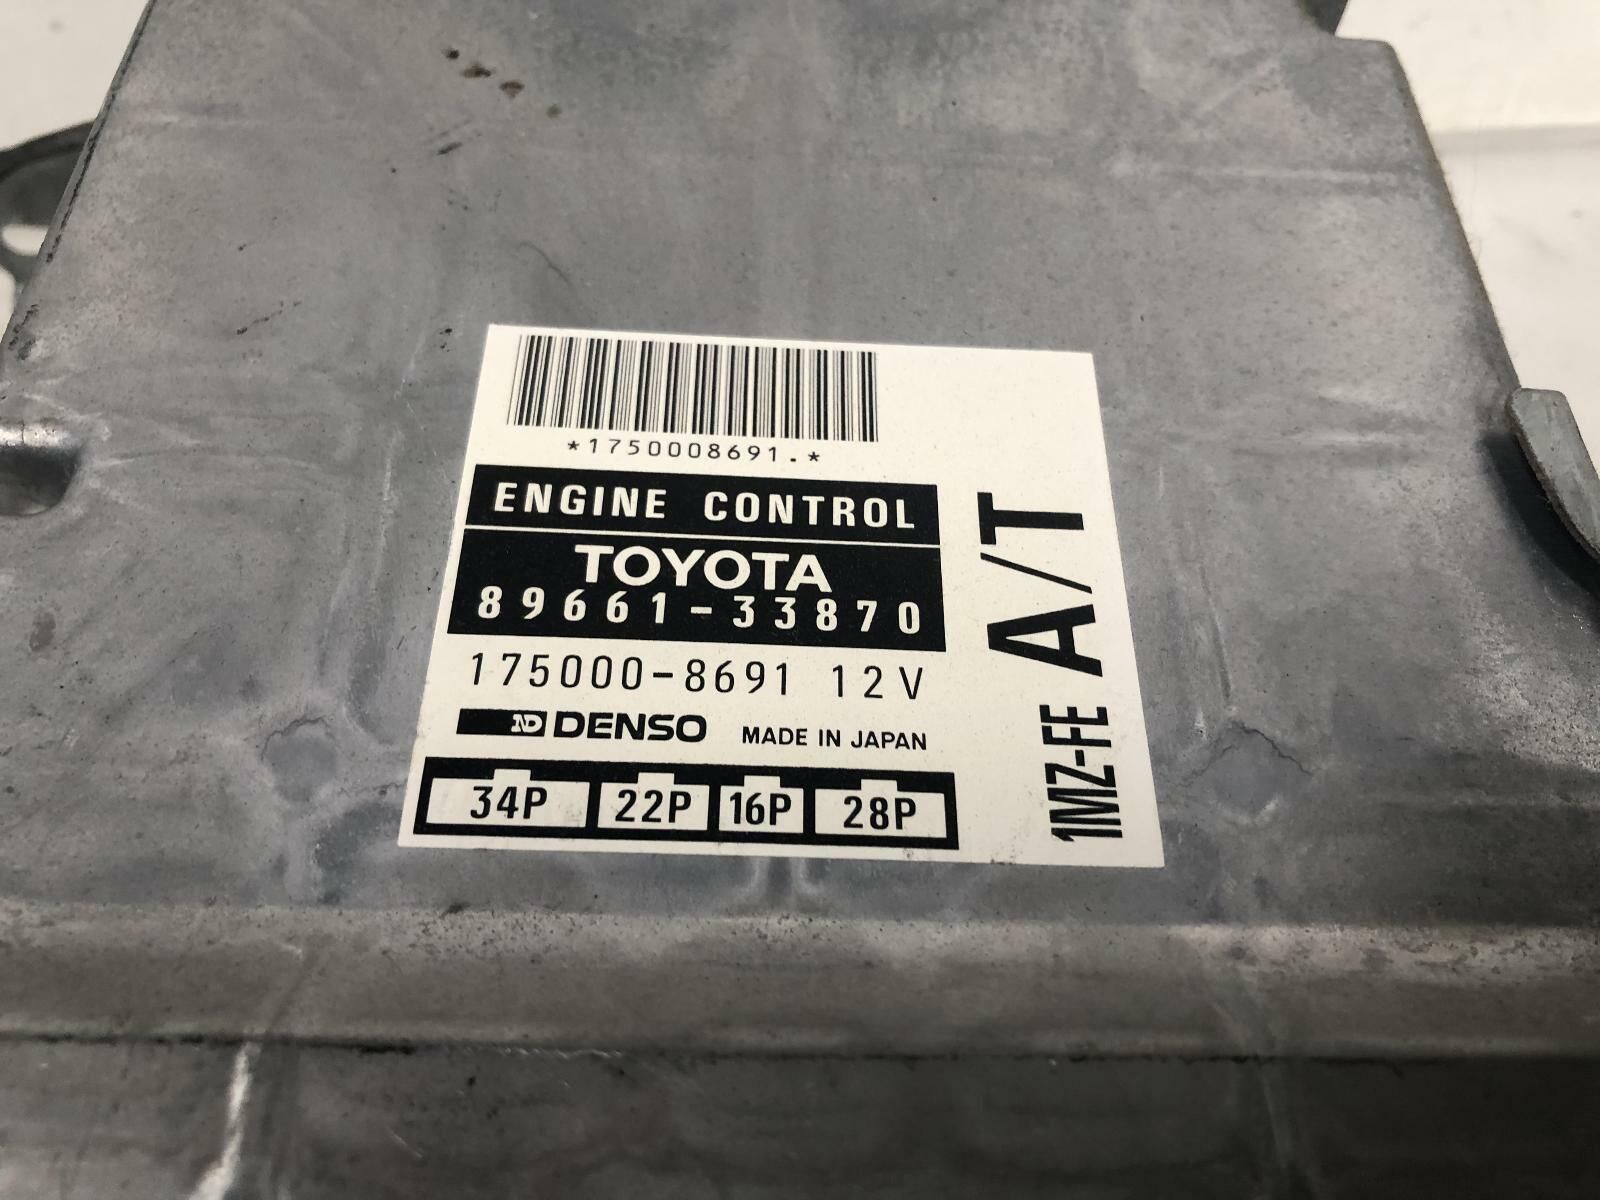 *1750008691.*
ENGINE CONTROL
TOYOTA
89661-33870
175000-8691 12V
ND DENSO MADE IN JAPAN
34P 22P 16P 28P
1MZ-FE A/T